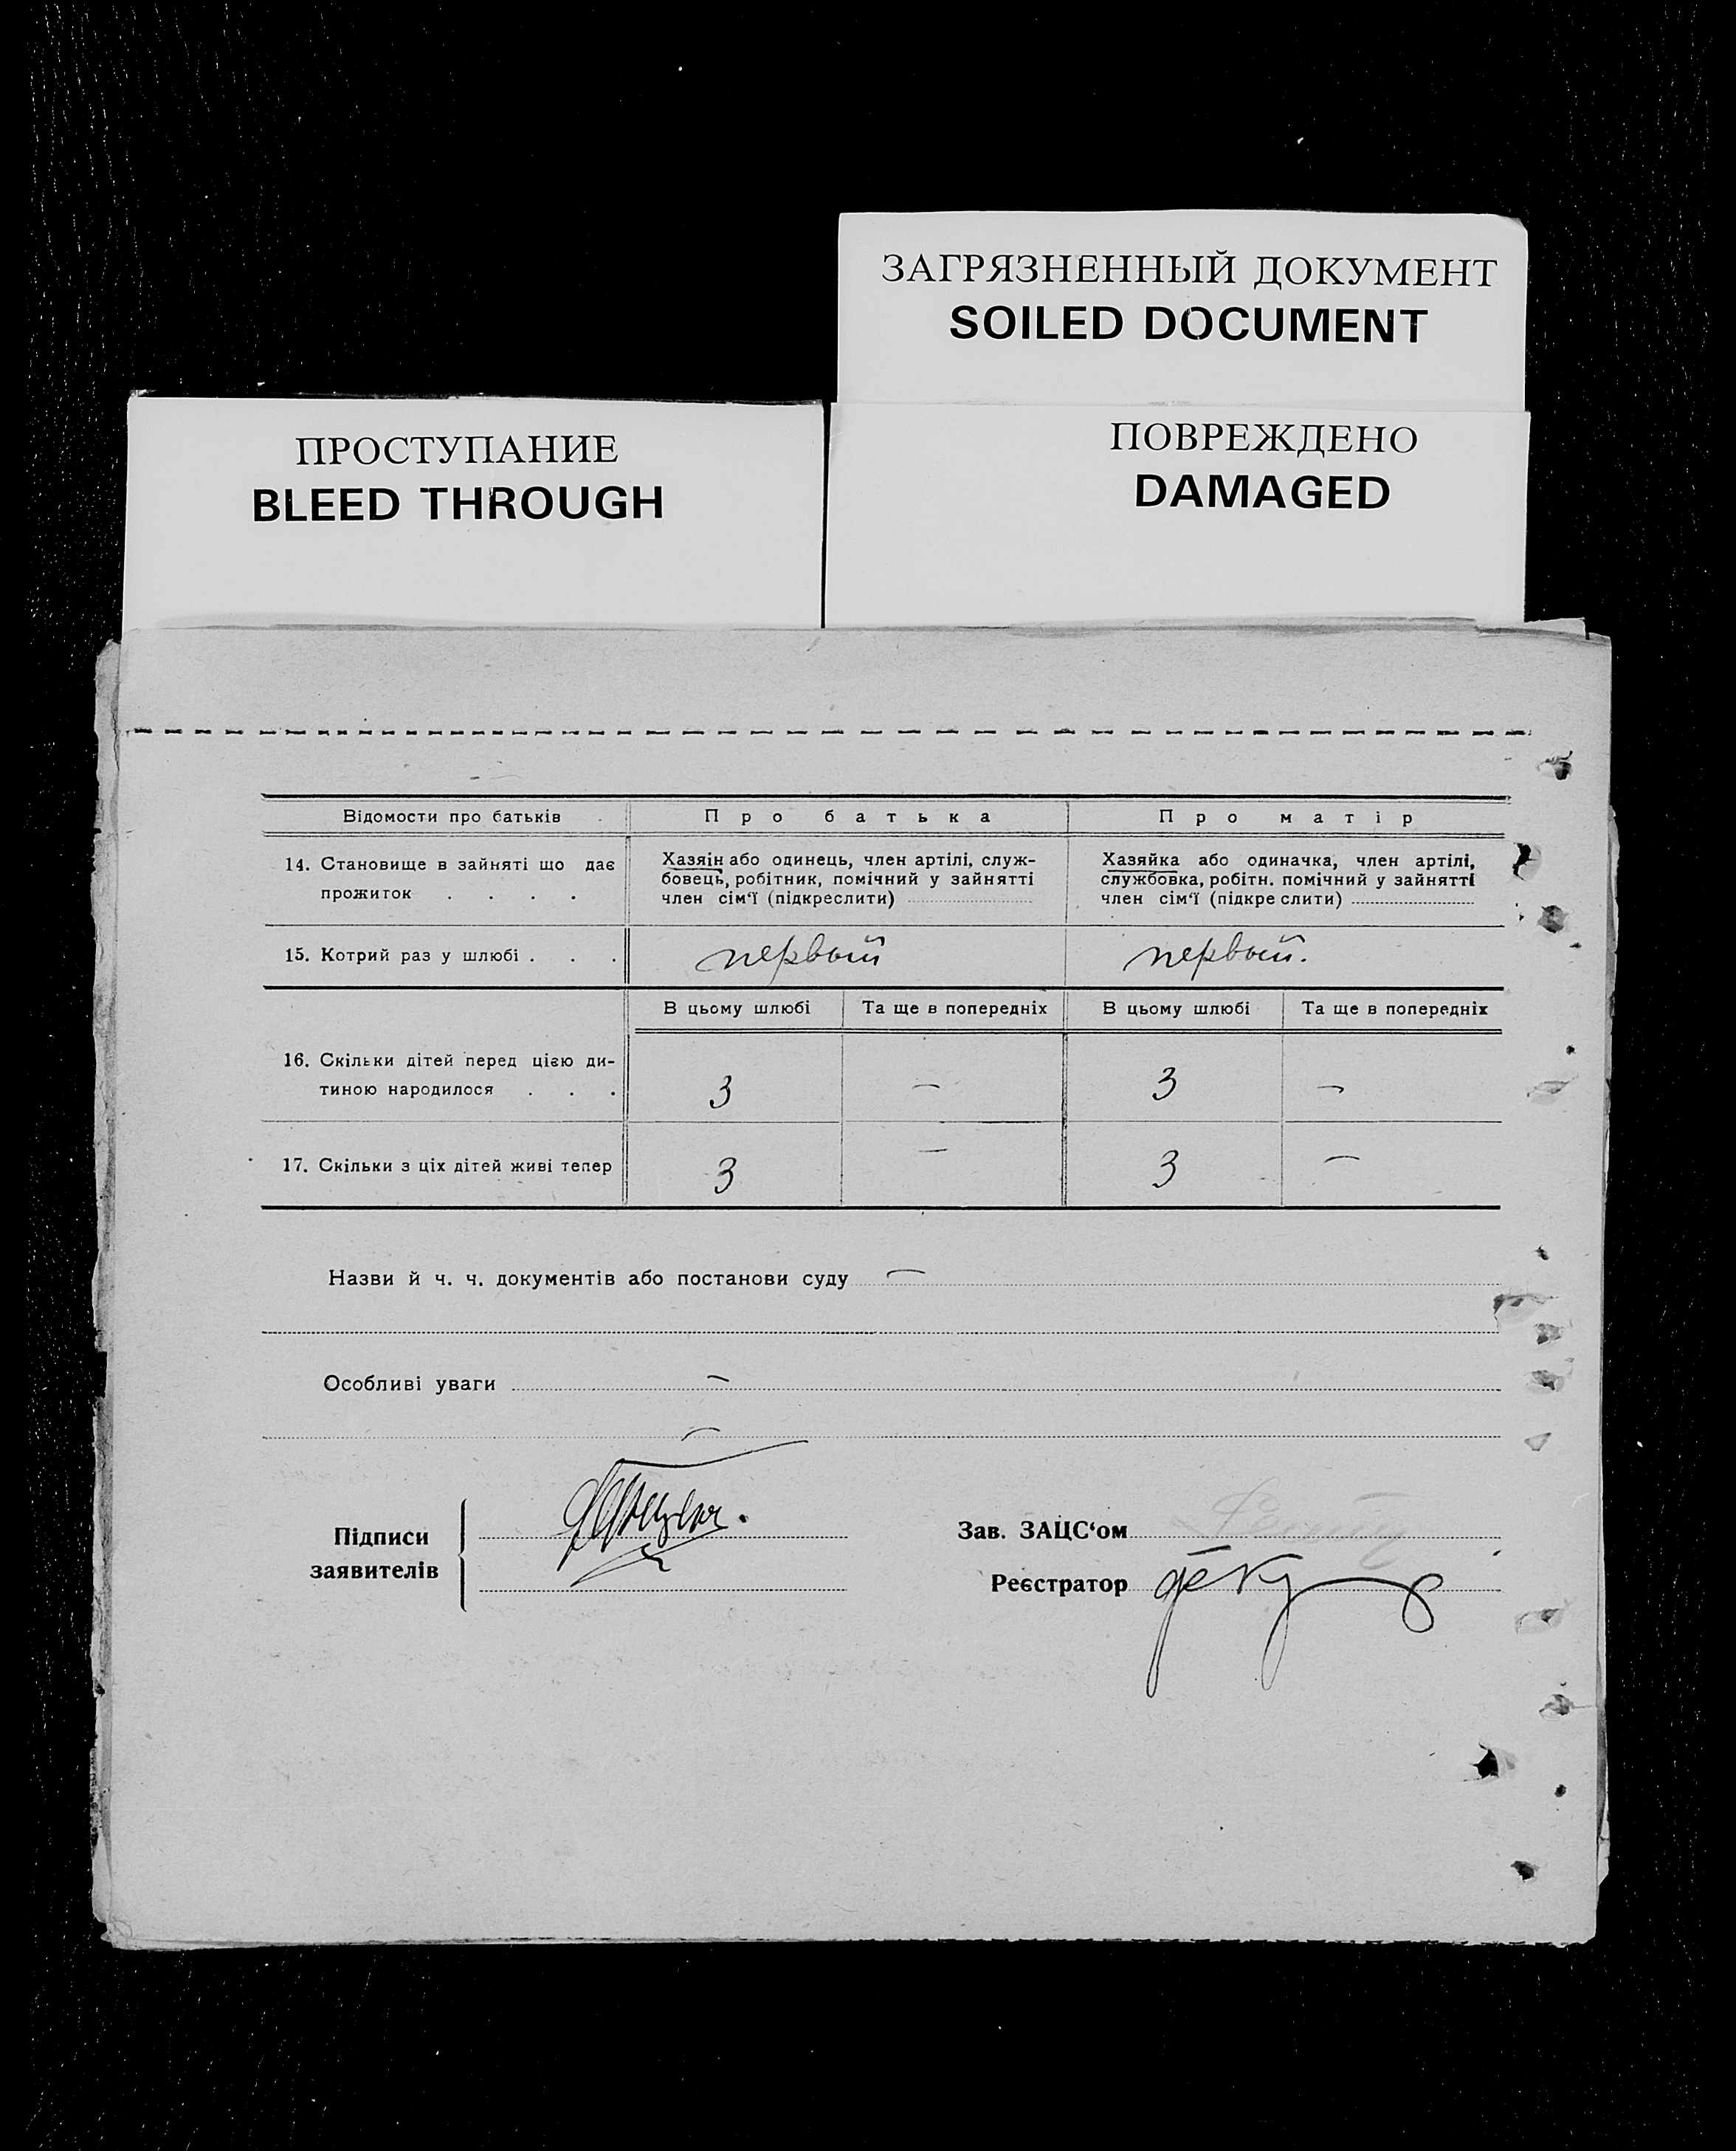 ЗАГРЯЗНЕННЫЙ ДОКУМЕНТ
SOILED DOCUMENT
ПРОСТУПАНИЕ
BLEED THROUGH
ПОВРЕЖДЕНО
DAMAGED
Відомости про батьків Про батька Про матір
14. Становище в зайняті що дає
прожиток . . . .
Хазяін або одинець, член артілі, служ-
бовець, робітник, помічний у зайнятті
член сім'ї (підкреслити)
Хазяйка або одиначка, член артілі,
службовка, робітн. помічний у зайнятті
член сім'ї (підкреслити)
15. Котрий раз у шлюбі . . . первый первый.
В цьому шлюбі Та ще в попередніх В цьому шлюбі Та ще в попередніх
16. Скільки дітей перед цією ди-
тиною народилося . . . 3 — 3 —
17. Скільки з ціх дітей живі тепер 3 — 3 —
Назви й ч. ч. документів або постанови суду —
Особливі уваги —
—
Підписи
заявителів
Зав. ЗАЦС'ом
Реєстратор